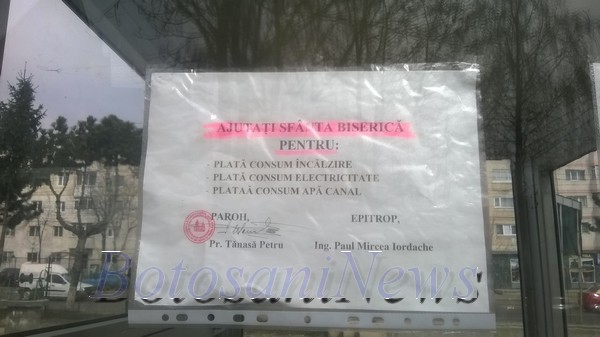 AJUTAȚI SFÂNTA BISERICĂ
PENTRU:
- PLATĂ CONSUM ÎNCĂLZIRE
- PLATĂ CONSUM ELECTRICITATE
- PLATAĂ CONSUM APĂ CANAL
PAROH, EPITROP,
Pr. Tănasă Petru Ing. Paul Mircea Iordache
BotosaniNews